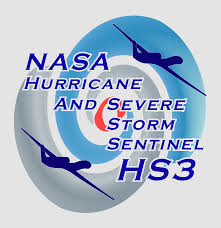 NASA
HURRICANE
AND SEVERE
STORM
SENTINEL
HS3